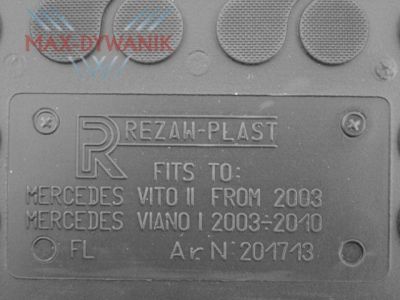 MAX-DYWANIK
R REZAW-PLAST
FITS TO:
MERCEDES VITO II FROM 2003
MERCEDES VIANO I 2003÷2010
FL Ar.N: 201713